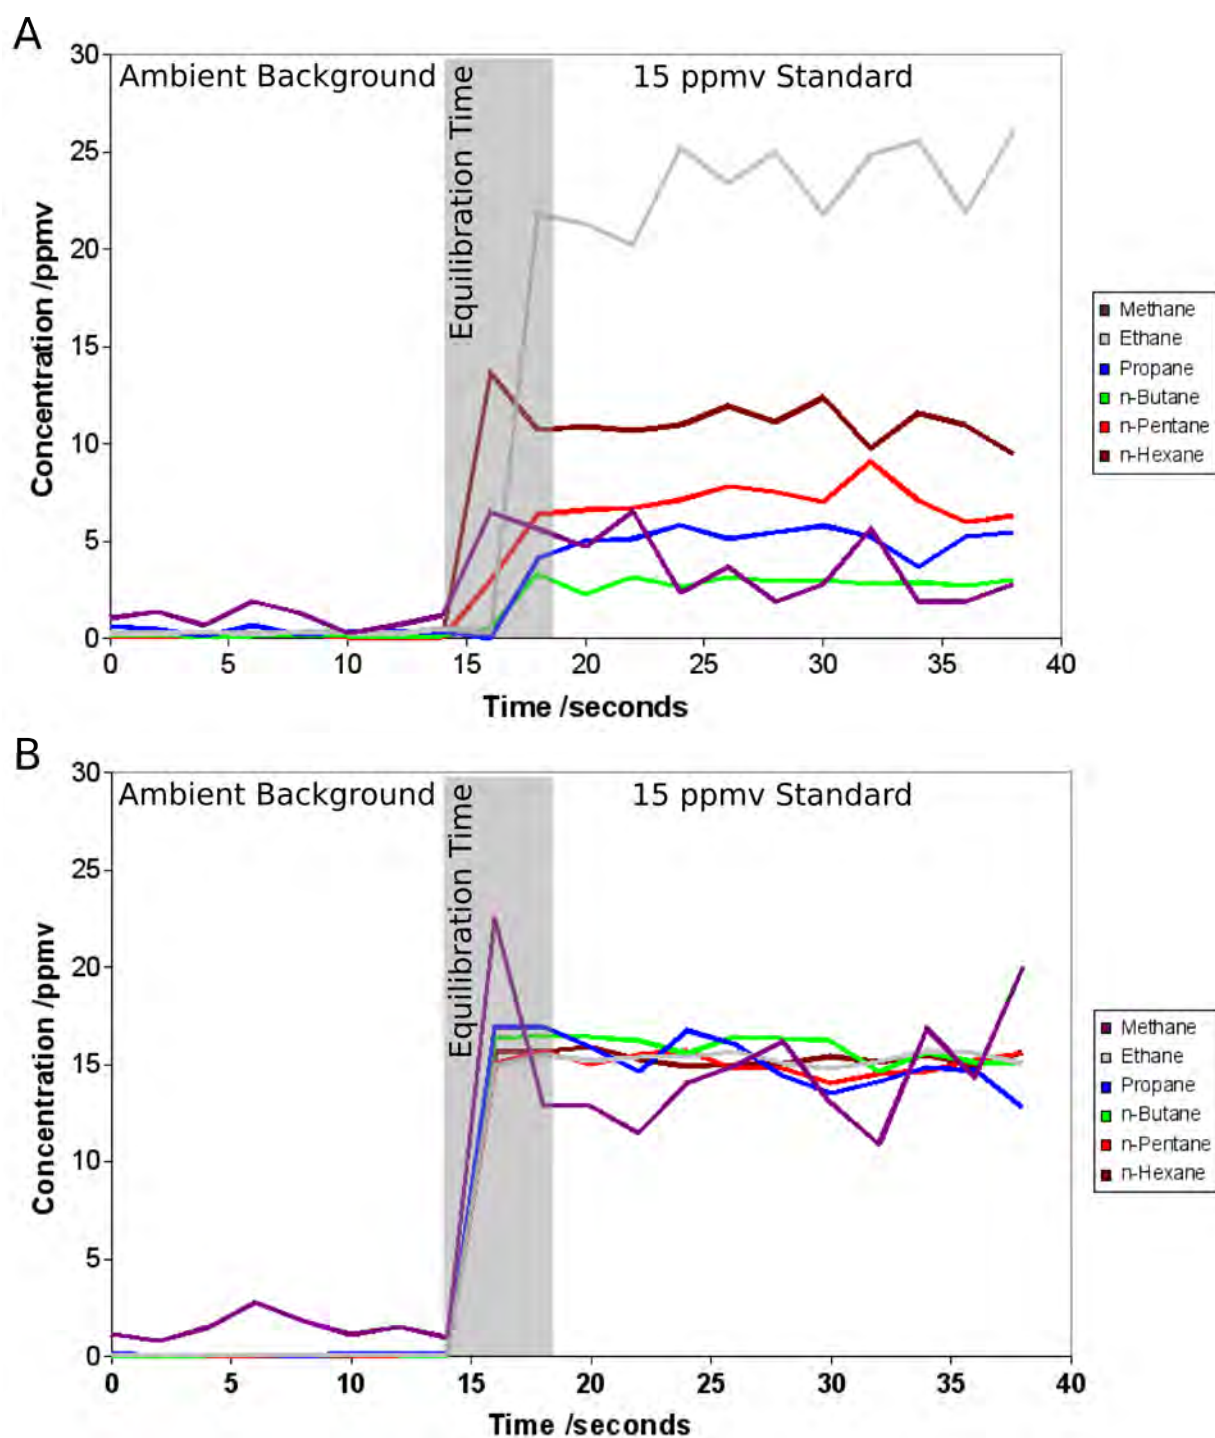 A
30
25
20
15
10
5
0
Concentration /ppmv
Ambient Background
Equilibration Time
15 ppmv Standard
0 5 10 15 20 25 30 35 40
Time /seconds
Methane
Ethane
Propane
n-Butane
n-Pentane
n-Hexane
B
30
25
20
15
10
5
0
Concentration /ppmv
Ambient Background
Equilibration Time
15 ppmv Standard
0 5 10 15 20 25 30 35 40
Time /seconds
Methane
Ethane
Propane
n-Butane
n-Pentane
n-Hexane